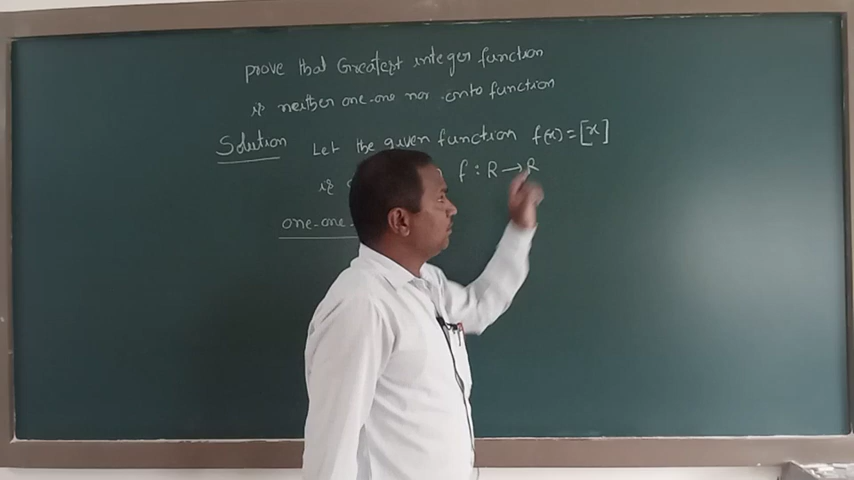 prove that Greatest integer function
is neither one-one nor onto function
Solution Let the given function f(x) = [x]
is f : R → R
one-one